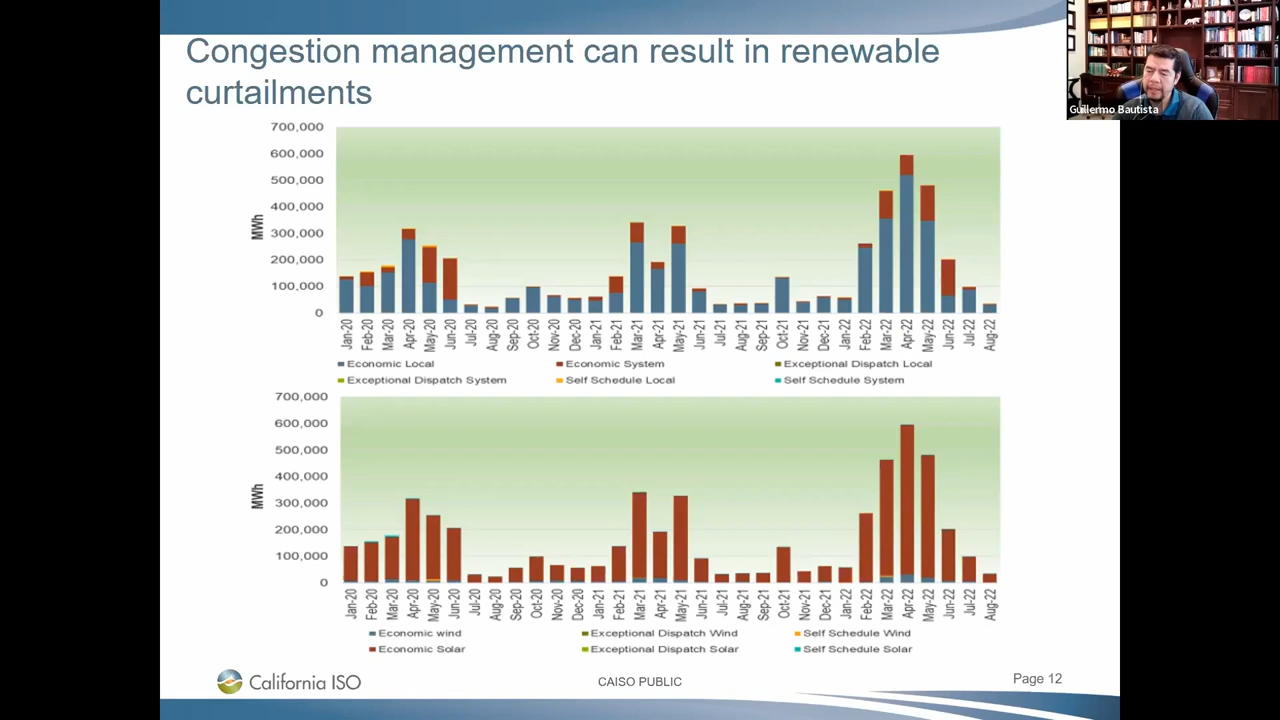 Congestion management can result in renewable
curtailments
Guillermo Bautista
700,000
600,000
500,000
400,000
300,000
200,000
100,000
0
MWh
Jan-20
Feb-20
Mar-20
Apr-20
May-20
Jun-20
Jul-20
Aug-20
Sep-20
Oct-20
Nov-20
Dec-20
Jan-21
Feb-21
Mar-21
Apr-21
May-21
Jun-21
Jul-21
Aug-21
Sep-21
Oct-21
Nov-21
Dec-21
Jan-22
Feb-22
Mar-22
Apr-22
May-22
Jun-22
Jul-22
Aug-22
Economic Local
Economic System
Exceptional Dispatch Local
Exceptional Dispatch System
Self Schedule Local
Self Schedule System
700,000
600,000
500,000
400,000
300,000
200,000
100,000
0
MWh
Jan-20
Feb-20
Mar-20
Apr-20
May-20
Jun-20
Jul-20
Aug-20
Sep-20
Oct-20
Nov-20
Dec-20
Jan-21
Feb-21
Mar-21
Apr-21
May-21
Jun-21
Jul-21
Aug-21
Sep-21
Oct-21
Nov-21
Dec-21
Jan-22
Feb-22
Mar-22
Apr-22
May-22
Jun-22
Jul-22
Aug-22
Economic wind
Exceptional Dispatch Wind
Self Schedule Wind
Economic Solar
Exceptional Dispatch Solar
Self Schedule Solar
California ISO
CAISO PUBLIC
Page 12